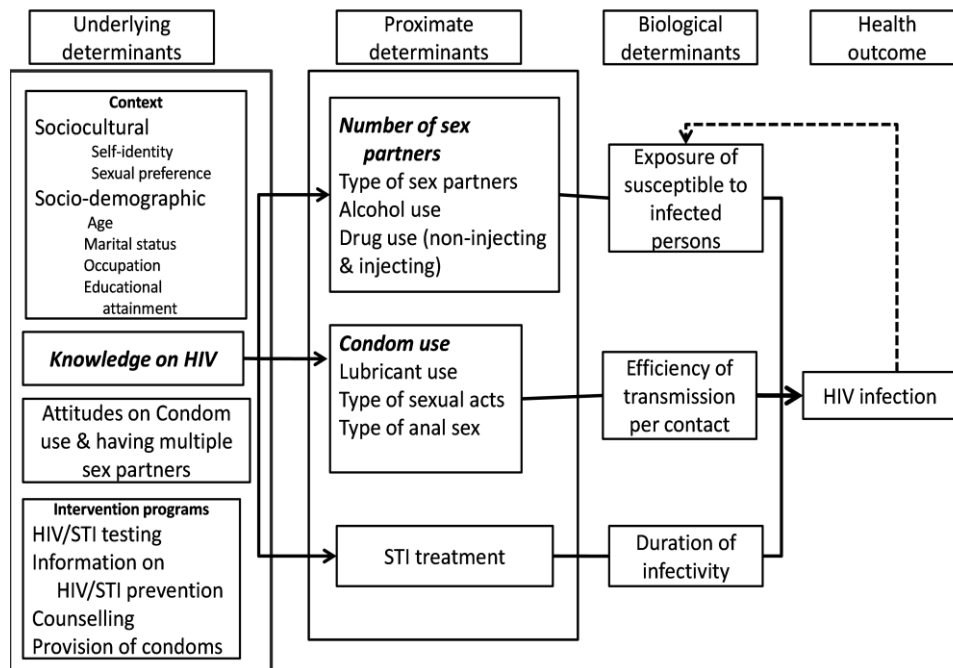 Underlying
determinants
Proximate
determinants
Biological
determinants
Health
outcome
Context
Sociocultural
Self-identity
Sexual preference
Socio-demographic
Age
Marital status
Occupation
Educational
attainment
Knowledge on HIV
Attitudes on Condom
use & having multiple
sex partners
Intervention programs
HIV/STI testing
Information on
HIV/STI prevention
Counselling
Provision of condoms
Number of sex
partners
Type of sex partners
Alcohol use
Drug use (non-injecting
& injecting)
Condom use
Lubricant use
Type of sexual acts
Type of anal sex
STI treatment
Exposure of
susceptible to
infected
persons
Efficiency of
transmission
per contact
Duration of
infectivity
HIV infection